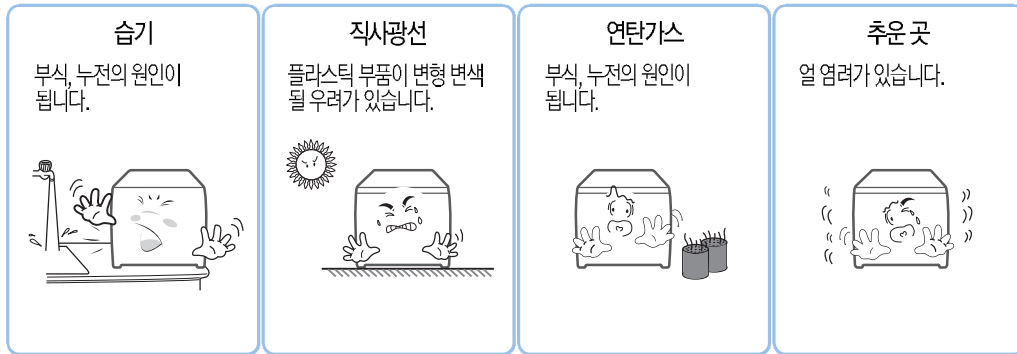 습기
부식, 누전의 원인이
됩니다.
직사광선
플라스틱 부품이 변형 변색
될 우려가 있습니다.
연탄가스
부식, 누전의 원인이
됩니다.
추운 곳
얼 염려가 있습니다.